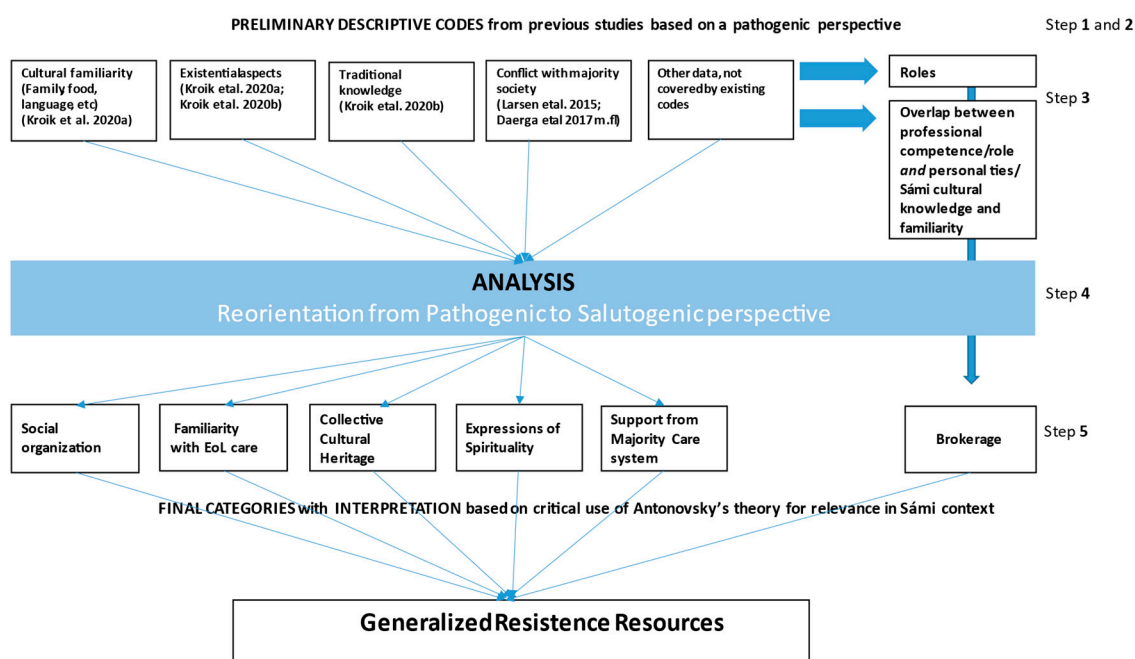 PRELIMINARY DESCRIPTIVE CODES from previous studies based on a pathogenic perspective
Step 1 and 2
Cultural familiarity
(Family, food,
language, etc)
(Kroik et al. 2020a)
Existentialaspects
(Kroik etal. 2020a;
Kroik etal. 2020b)
Traditional
knowledge
(Kroik etal. 2020b)
Conflict with majority
society
(Larsen et al. 2015;
Daerga etal 2017 m.fl)
Other data, not
covered by existing
codes
Roles
Step 3
Overlap between
professional
competence/role
and personal ties/
Sámi cultural
knowledge and
familiarity
ANALYSIS
Reorientation from Pathogenic to Salutogenic perspective
Step 4
Social
organization
Familiarity
with EoL care
Collective
Cultural
Heritage
Expressions of
Spirituality
Support from
Majority Care
system
Brokerage
Step 5
FINAL CATEGORIES with INTERPRETATION based on critical use of Antonovsky's theory for relevance in Sámi context
Generalized Resistence Resources